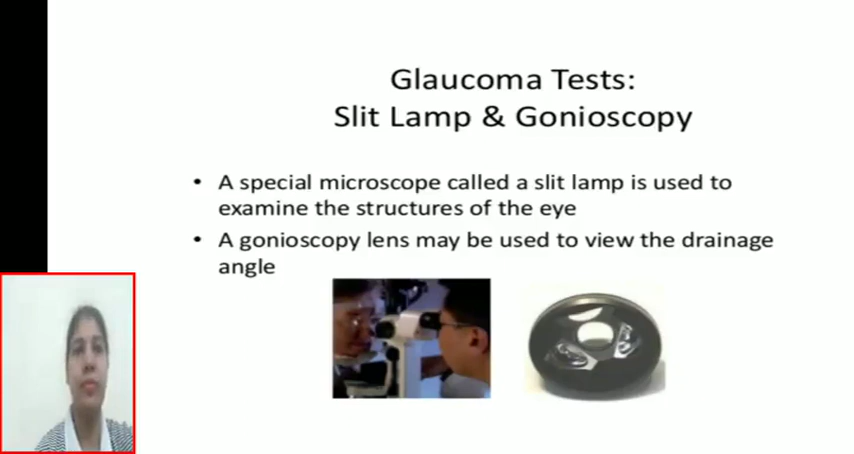 Glaucoma Tests:
Slit Lamp & Gonioscopy
• A special microscope called a slit lamp is used to
examine the structures of the eye
• A gonioscopy lens may be used to view the drainage
angle